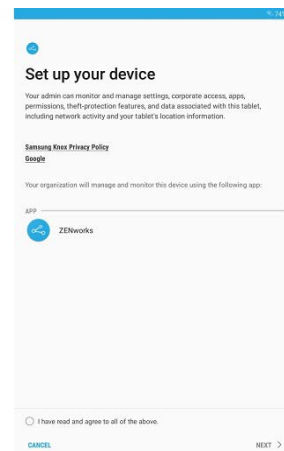 74%
Set up your device
Your admin can monitor and manage settings, corporate access, apps,
permissions, theft-protection features, and data associated with this tablet,
including network activity and your tablet's location information.
Samsung Knox Privacy Policy
Google
Your organization will manage and monitor this device using the following app:
APP
ZENworks
I have read and agree to all of the above.
CANCEL
NEXT